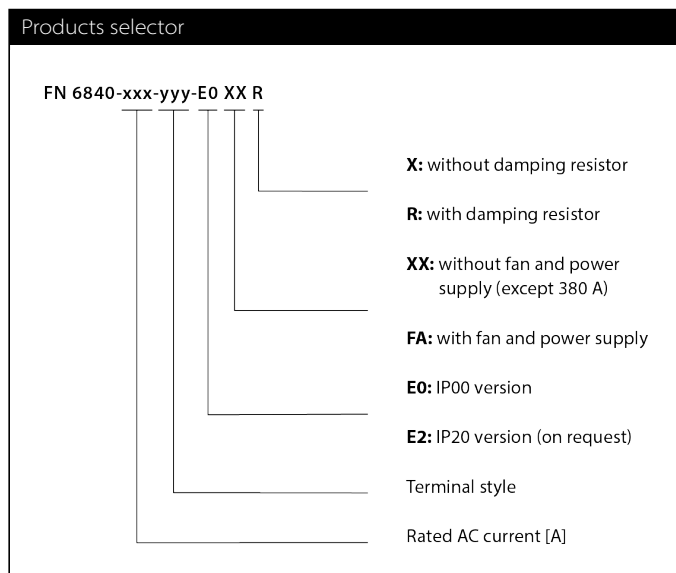 Products selector
FN 6840-xxx-yyy-E0 XX R
X: without damping resistor
R: with damping resistor
XX: without fan and power
supply (except 380 A)
FA: with fan and power supply
E0: IP00 version
E2: IP20 version (on request)
Terminal style
Rated AC current [A]